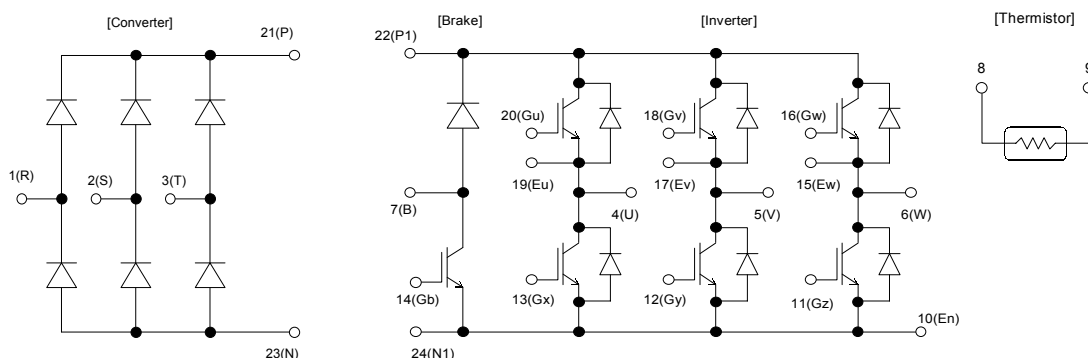 [Converter]
[Brake]
[Inverter]
[Thermistor]
21(P)
22(P1)
8
9
20(Gu)
18(Gv)
16(Gw)
1(R)
2(S)
3(T)
19(Eu)
17(Ev)
15(Ew)
7(B)
4(U)
5(V)
6(W)
14(Gb)
13(Gx)
12(Gy)
11(Gz)
10(En)
23(N)
24(N1)